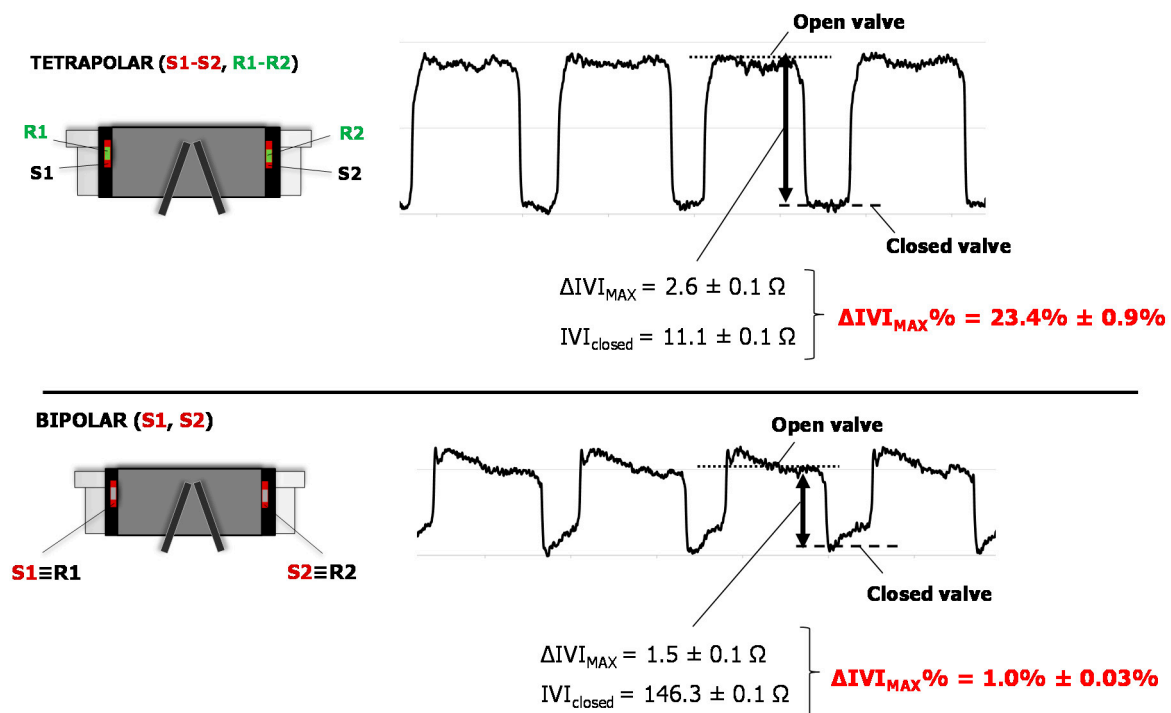 Open valve
TETRAPOLAR (S1-S2, R1-R2)
R1
R2
S1
S2
Closed valve
ΔIVI_MAX = 2.6 ± 0.1 Ω
IVI_closed = 11.1 ± 0.1 Ω
ΔIVI_MAX% = 23.4% ± 0.9%
BIPOLAR (S1, S2)
Open valve
S1≡R1
S2≡R2
Closed valve
ΔIVI_MAX = 1.5 ± 0.1 Ω
IVI_closed = 146.3 ± 0.1 Ω
ΔIVI_MAX% = 1.0% ± 0.03%